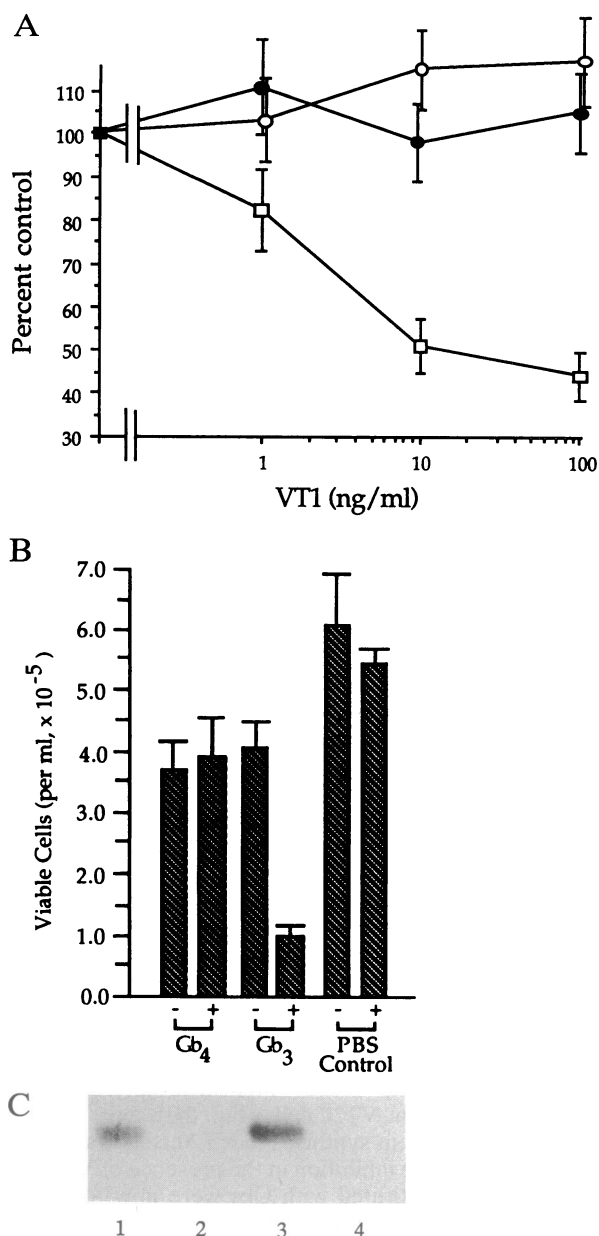 A
110
100
90
80
70
60
50
40
30
Percent control
1 10 100
VT1 (ng/ml)
B
7.0
6.0
5.0
4.0
3.0
2.0
1.0
0.0
Viable Cells (per ml, x 10-5 )
- + - + - +
Gb4 Gb3 PBS
Control
C
1 2 3 4